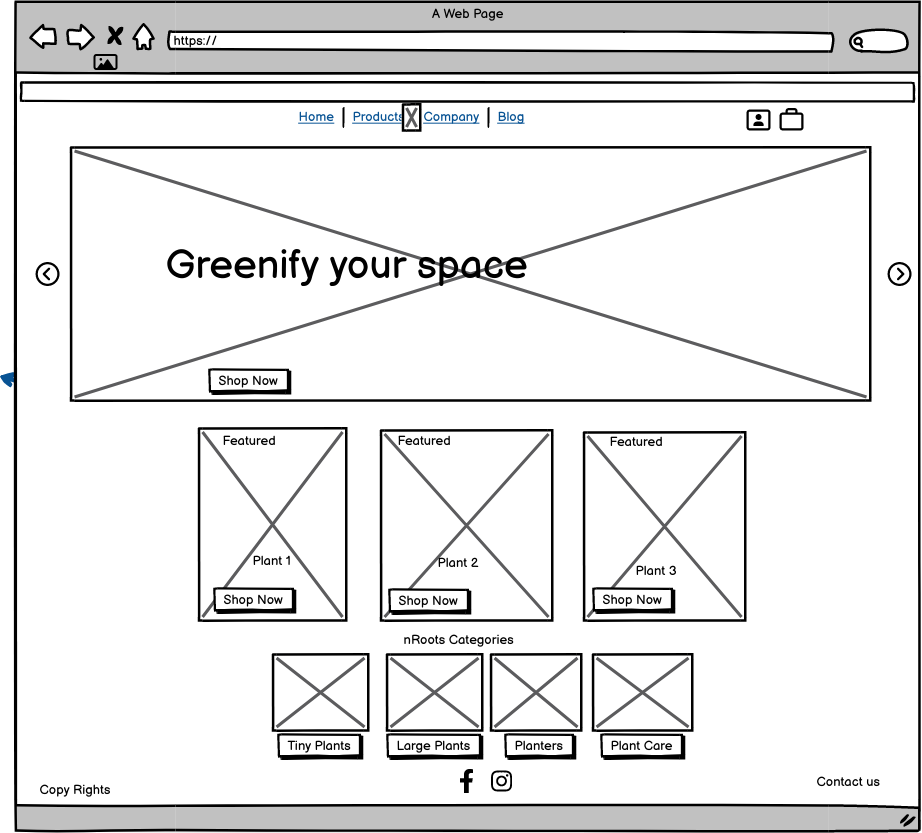 A Web Page
https://
Home Products Company Blog
Greenify your space
Shop Now
Featured Featured Featured
Plant 1 Plant 2 Plant 3
Shop Now Shop Now Shop Now
nRoots Categories
Tiny Plants Large Plants Planters Plant Care
Copy Rights Contact us